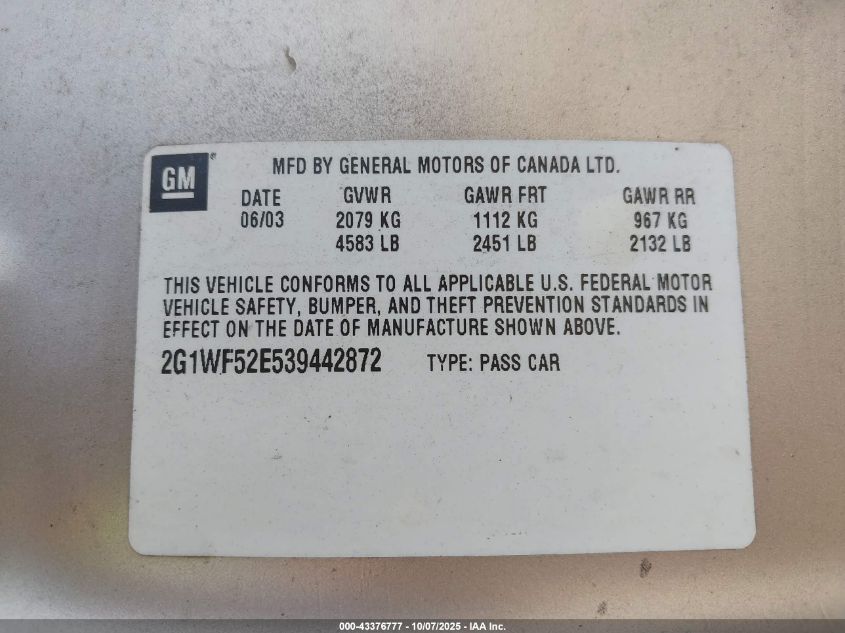 GM®
MFD BY GENERAL MOTORS OF CANADA LTD.
DATE GVWR GAWR FRT GAWR RR
06/03 2079 KG 1112 KG 967 KG
4583 LB 2451 LB 2132 LB
THIS VEHICLE CONFORMS TO ALL APPLICABLE U.S. FEDERAL MOTOR
VEHICLE SAFETY, BUMPER, AND THEFT PREVENTION STANDARDS IN
EFFECT ON THE DATE OF MANUFACTURE SHOWN ABOVE.
2G1WF52E539442872 TYPE: PASS CAR
000-43376777 - 10/07/2025 - IAA Inc.